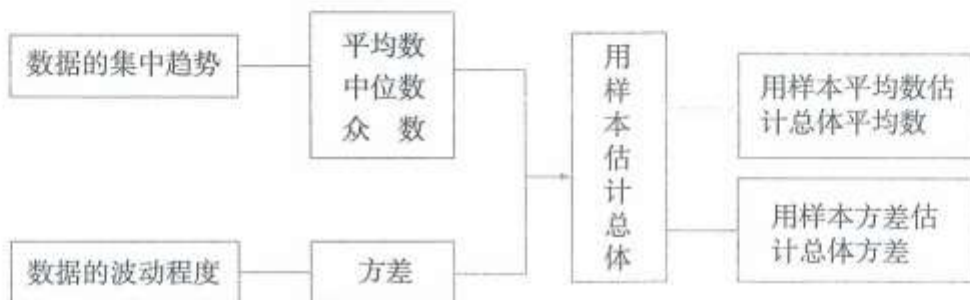 数据的集中趋势
平均数
中位数
众 数
数据的波动程度
方差
用样本估计总体
用样本平均数估
计总体平均数
用样本方差估
计总体方差